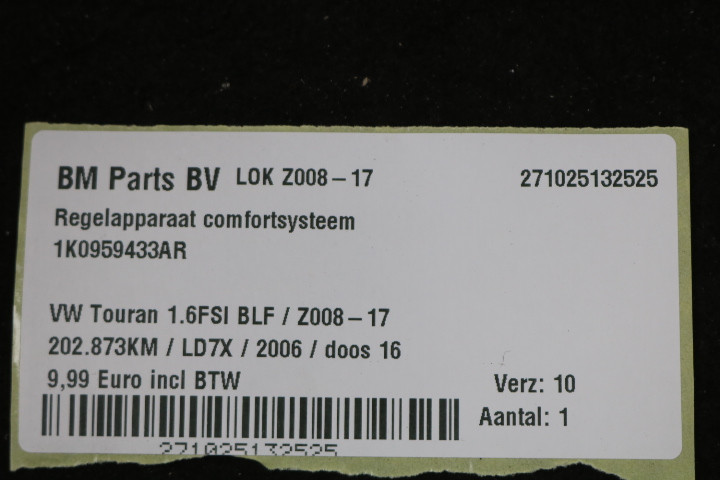 BM Parts BV LOK Z008-17 271025132525
Regelapparaat comfortsysteem
1K0959433AR
VW Touran 1.6FSI BLF / Z008-17
202.873KM / LD7X / 2006 / doos 16
9,99 Euro incl BTW Verz: 10
Aantal: 1
271025132525